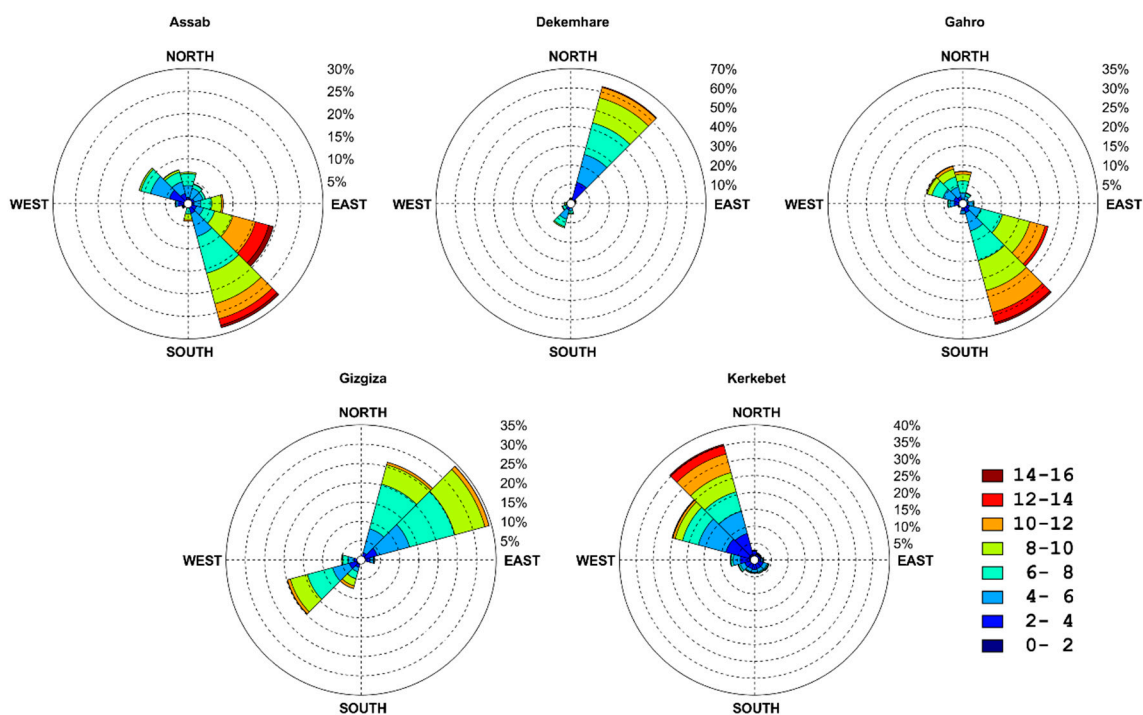 Assab
Dekemhare
Gahro
NORTH
30%
25%
20%
15%
10%
5%
WEST
EAST
SOUTH
NORTH
70%
60%
50%
40%
30%
20%
10%
WEST
EAST
SOUTH
NORTH
35%
30%
25%
20%
15%
10%
5%
WEST
EAST
SOUTH
Gizgiza
Kerkebet
NORTH
35%
30%
25%
20%
15%
10%
5%
WEST
EAST
SOUTH
NORTH
40%
35%
30%
25%
20%
15%
10%
5%
WEST
EAST
SOUTH
14-16
12-14
10-12
8-10
6- 8
4- 6
2- 4
0- 2